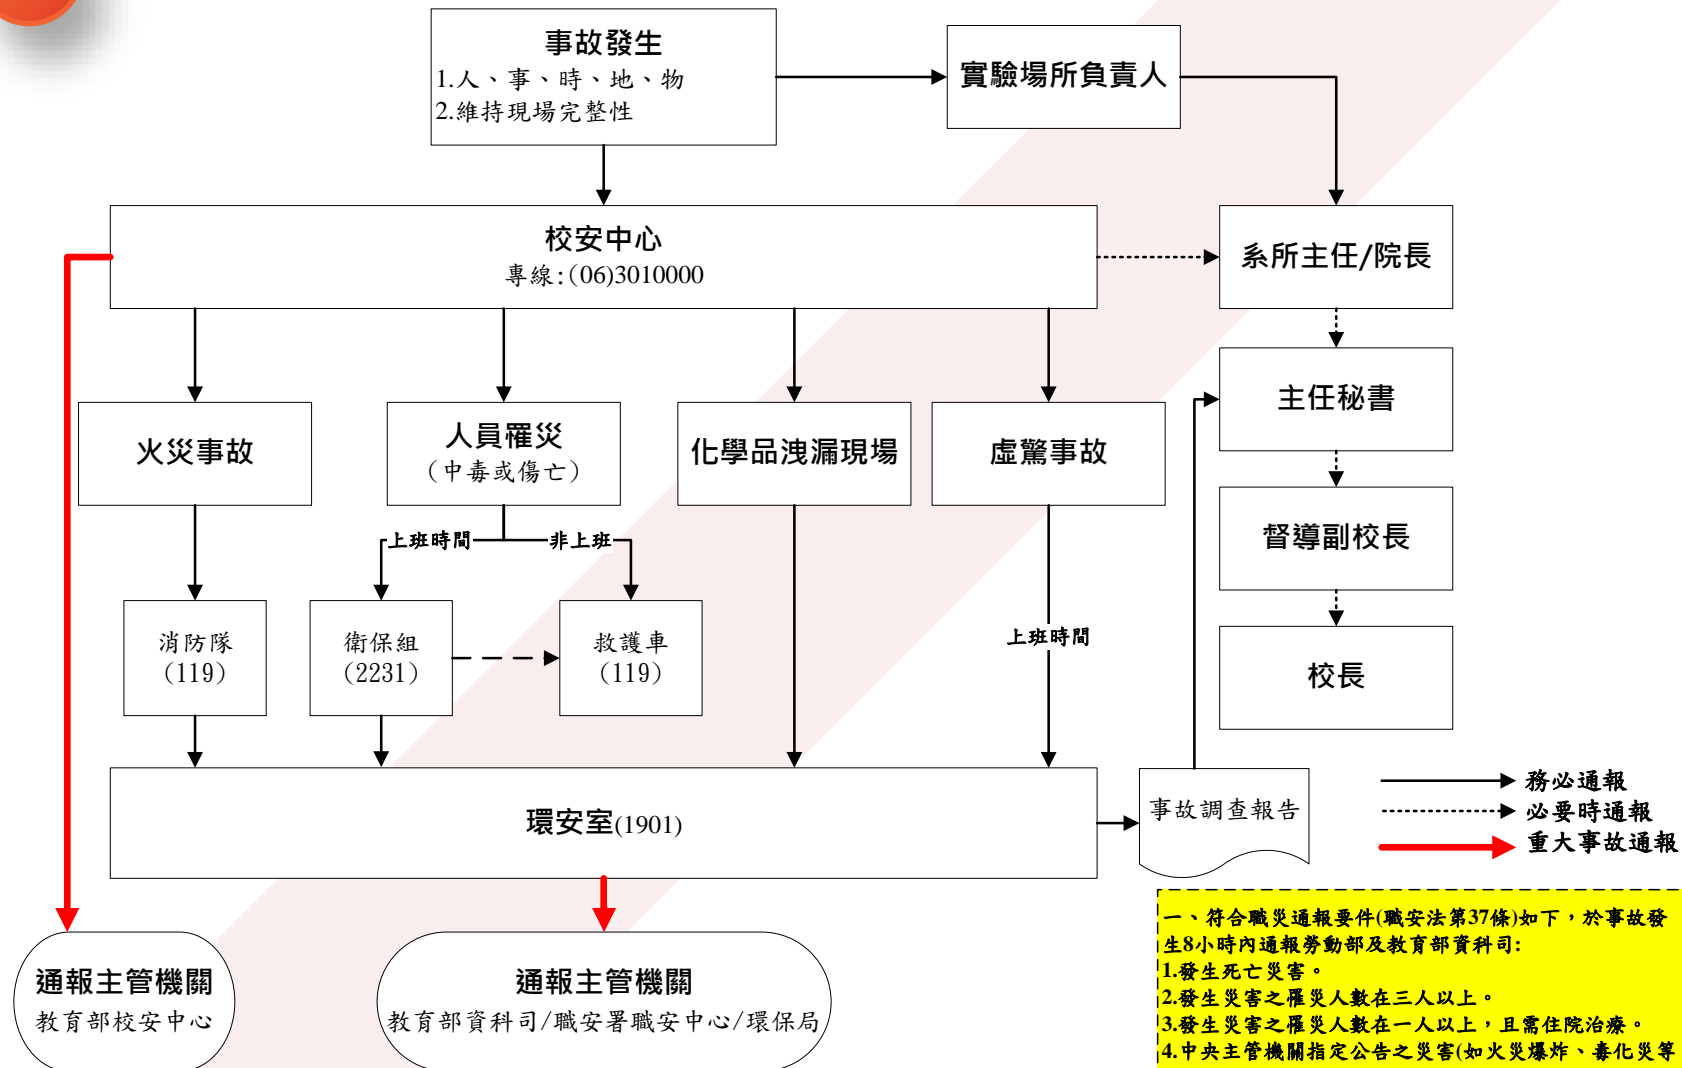 事故發生
1.人、事、時、地、物
2.維持現場完整性
實驗場所負責人
校安中心
專線:(06)3010000
系所主任/院長
主任秘書
火災事故
人員罹災
(中毒或傷亡)
化學品洩漏現場
虛驚事故
督導副校長
上班時間
非上班
消防隊
(119)
衛保組
(2231)
救護車
(119)
上班時間
校長
環安室(1901)
事故調查報告
務必通報
必要時通報
重大事故通報
通報主管機關
教育部校安中心
通報主管機關
教育部資科司/職安署職安中心/環保局
一、符合職災通報要件(職安法第37條)如下，於事故發
生8小時內通報勞動部及教育部資科司:
1.發生死亡災害。
2.發生災害之罹災人數在三人以上。
3.發生災害之罹災人數在一人以上，且需住院治療。
4.中央主管機關指定公告之災害(如火災爆炸、毒化災等